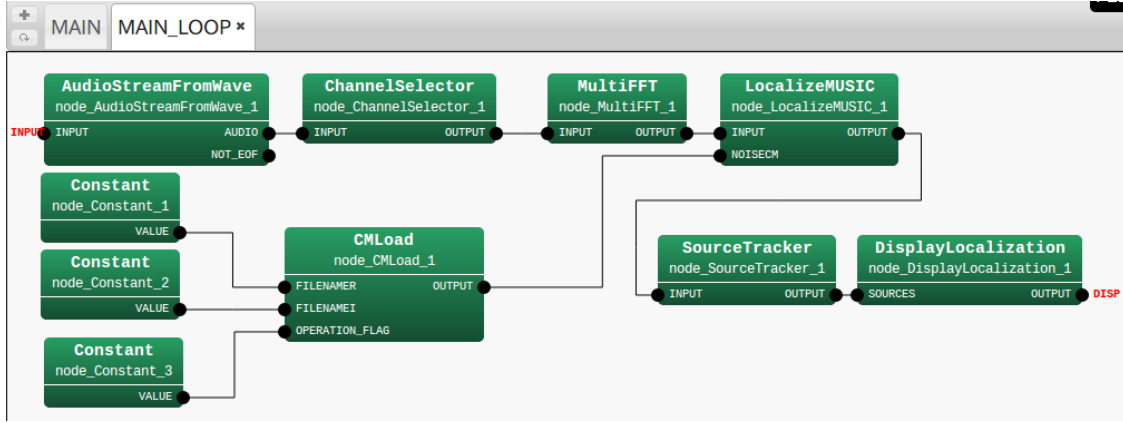 MAIN MAIN_LOOP ×
AudioStreamFromWave
node_AudioStreamFromWave_1
INPUT INPUT AUDIO
NOT_EOF
ChannelSelector
node_ChannelSelector_1
INPUT OUTPUT
MultiFFT
node_MultiFFT_1
INPUT OUTPUT
LocalizeMUSIC
node_LocalizeMUSIC_1
INPUT OUTPUT
NOISECM
Constant
node_Constant_1
VALUE
Constant
node_Constant_2
VALUE
Constant
node_Constant_3
VALUE
CMLoad
node_CMLoad_1
FILENAMER OUTPUT
FILENAMEI
OPERATION_FLAG
SourceTracker
node_SourceTracker_1
INPUT OUTPUT
DisplayLocalization
node_DisplayLocalization_1
SOURCES OUTPUT DISP